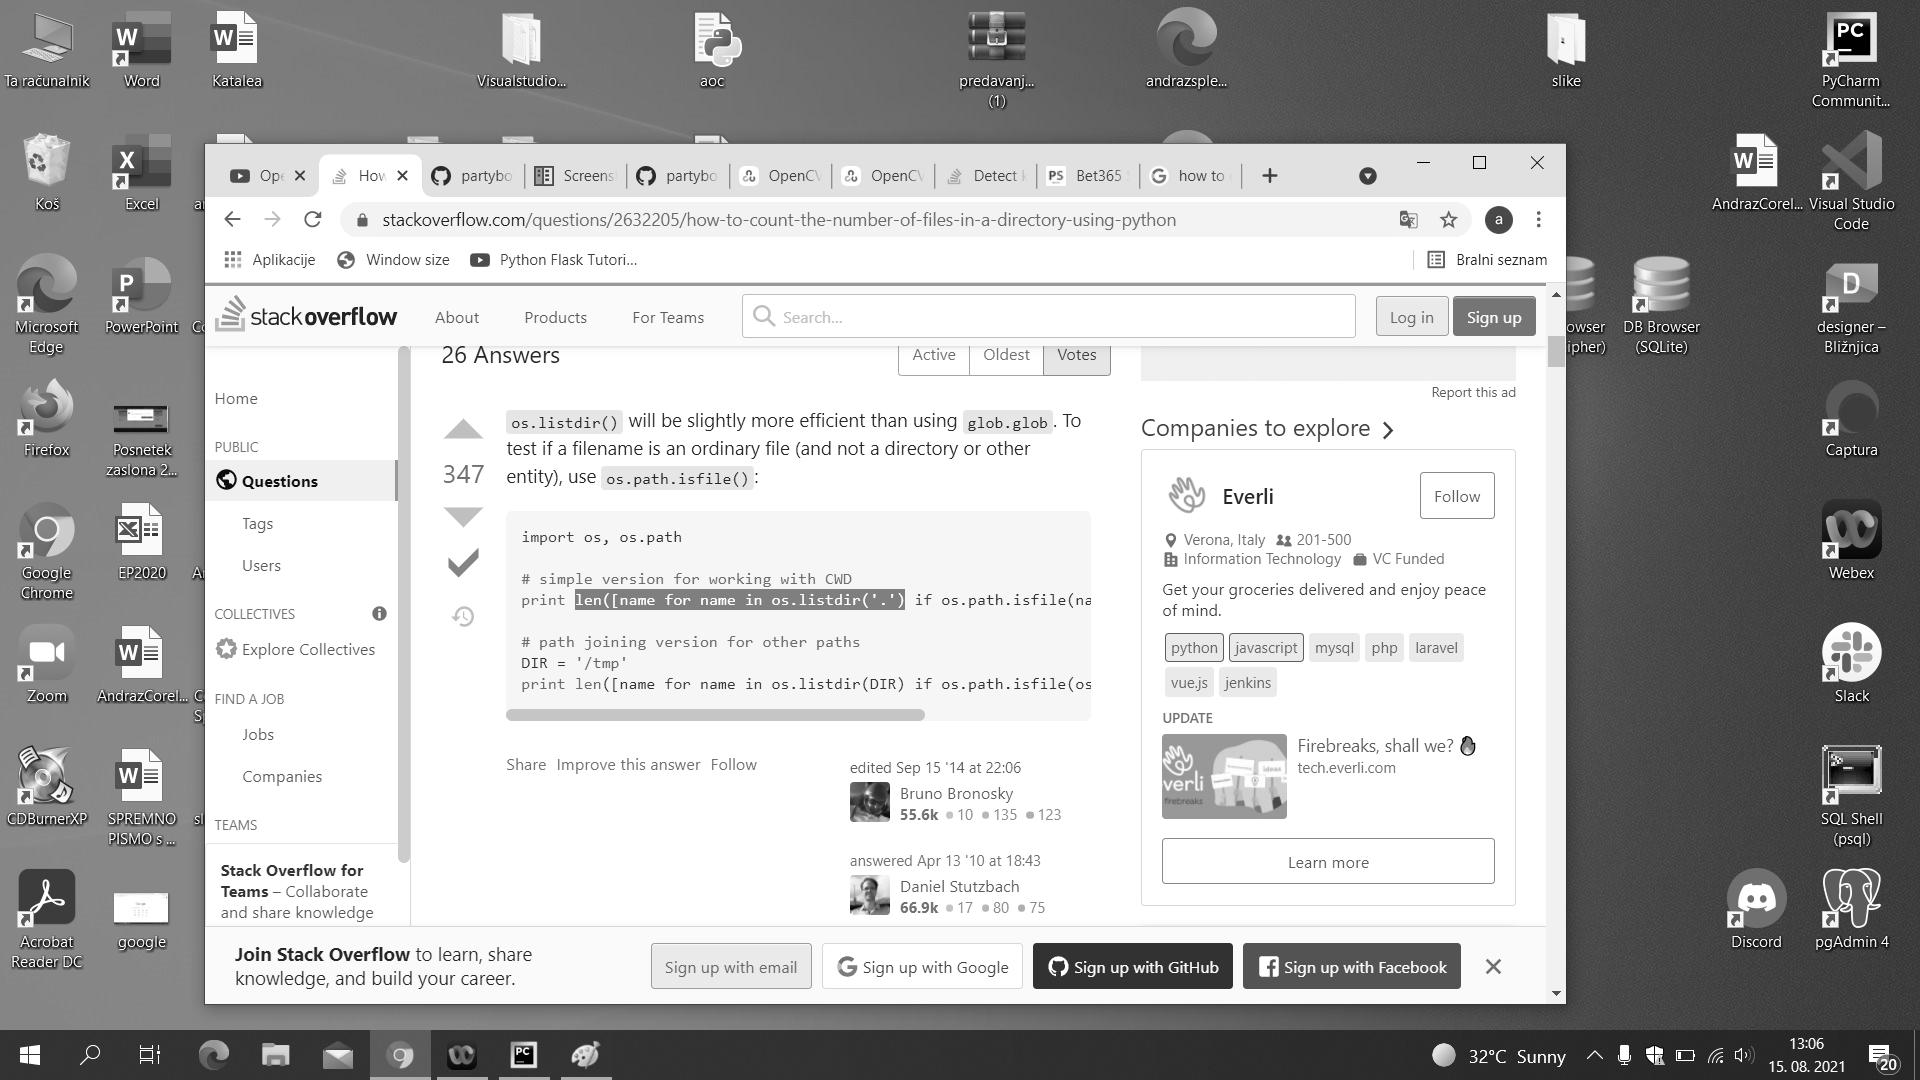 Ta računalnik
Word
Katalea
Visualstudio...
aoc
predavanj...
(1)
andrazsple...
slike
PyCharm
Communit...
Koš
Excel
AndrazCorel...
Visual Studio
Code
Microsoft
Edge
PowerPoint
DB Browser
(SQLite)
designer –
Bližnjica
Firefox
Posnetek
zaslona 2...
Captura
Google
Chrome
EP2020
Webex
Zoom
AndrazCorel...
Slack
CDBurnerXP
SPREMNO
PISMO s ...
SQL Shell
(psql)
Acrobat
Reader DC
google
Discord
pgAdmin 4
Ope
How
partybo
Screens
partybo
OpenCV
OpenCV
Detect k
PS Bet365 S
how to c
stackoverflow.com/questions/2632205/how-to-count-the-number-of-files-in-a-directory-using-python
a
Aplikacije
Window size
Python Flask Tutori...
Bralni seznam
stackoverflow
About
Products
For Teams
Search...
Log in
Sign up
Home
PUBLIC
Questions
Tags
Users
COLLECTIVES
Explore Collectives
FIND A JOB
Jobs
Companies
TEAMS
Stack Overflow for
Teams – Collaborate
and share knowledge
26 Answers
Active
Oldest
Votes
347
os.listdir() will be slightly more efficient than using glob.glob. To
test if a filename is an ordinary file (and not a directory or other
entity), use os.path.isfile():
import os, os.path
# simple version for working with CWD
print len([name for name in os.listdir('.') if os.path.isfile(na
# path joining version for other paths
DIR = '/tmp'
print len([name for name in os.listdir(DIR) if os.path.isfile(os
Share Improve this answer Follow
edited Sep 15 '14 at 22:06
Bruno Bronosky
55.6k 10 135 123
answered Apr 13 '10 at 18:43
Daniel Stutzbach
66.9k 17 80 75
Report this ad
Companies to explore
Everli
Follow
Verona, Italy 201-500
Information Technology VC Funded
Get your groceries delivered and enjoy peace
of mind.
python javascript mysql php laravel
vue.js jenkins
UPDATE
Firebreaks, shall we?
tech.everli.com
Learn more
Join Stack Overflow to learn, share
knowledge, and build your career.
Sign up with email
Sign up with Google
Sign up with GitHub
Sign up with Facebook
32°C Sunny
13:06
15. 08. 2021
20